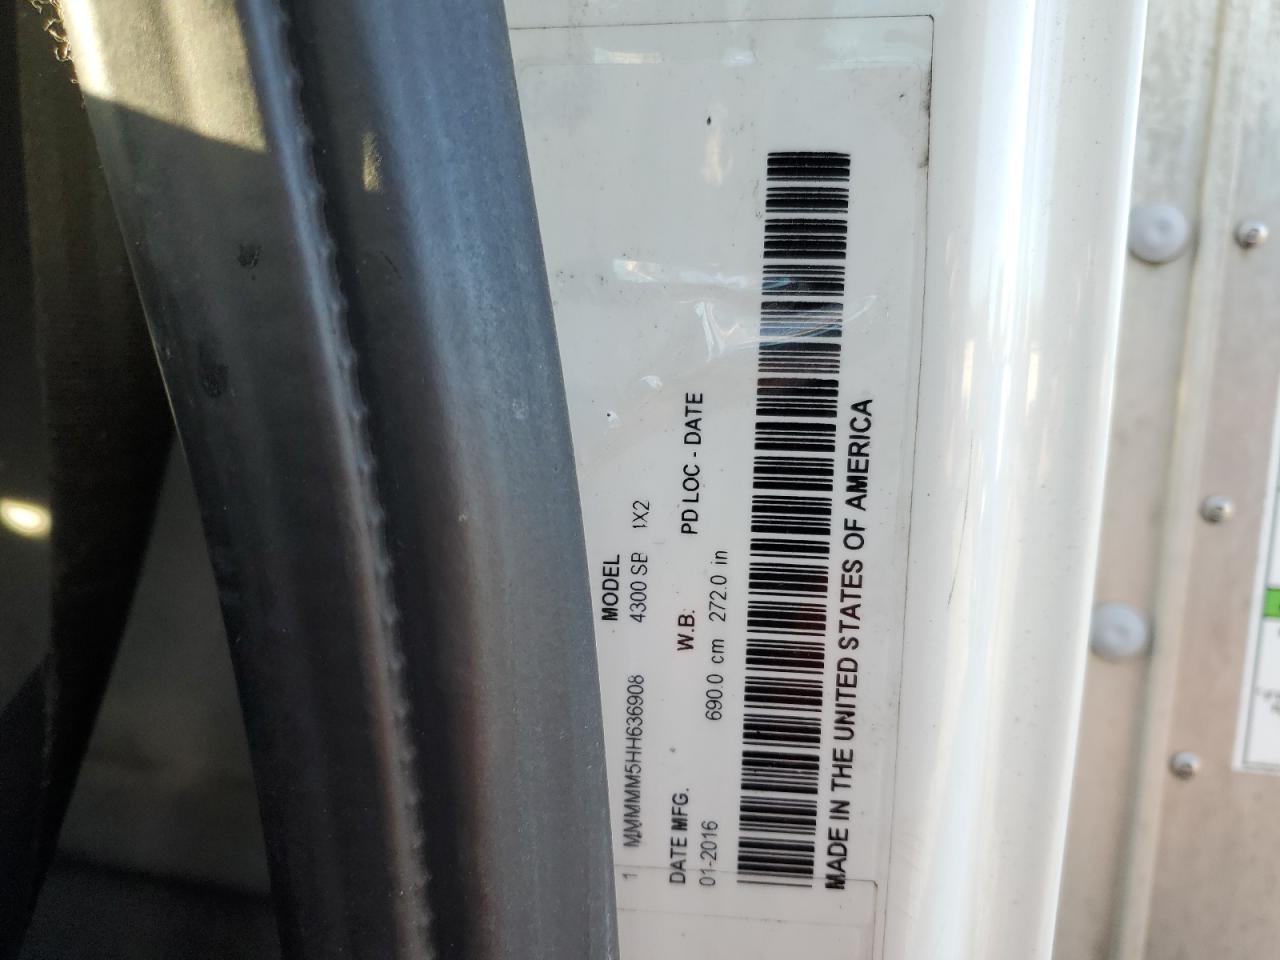 MODEL
1 MMMMMM5HH636908 4300 SB 1X2
DATE MFG. W.B. PD LOC - DATE
01-2016 690.0 cm 272.0 in
MADE IN THE UNITED STATES OF AMERICA